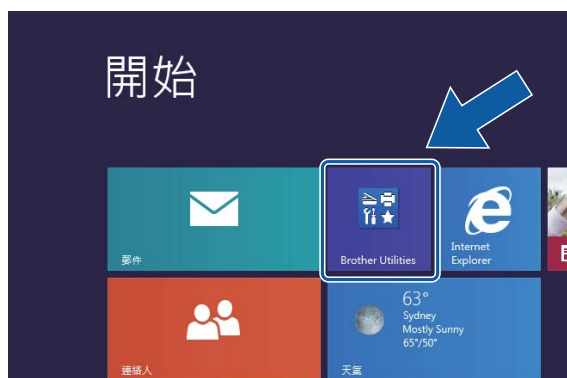 開始
郵件
Brother Utilities
Internet
Explorer
63°
Sydney
Mostly Sunny
65°/50°
連絡人
天氣